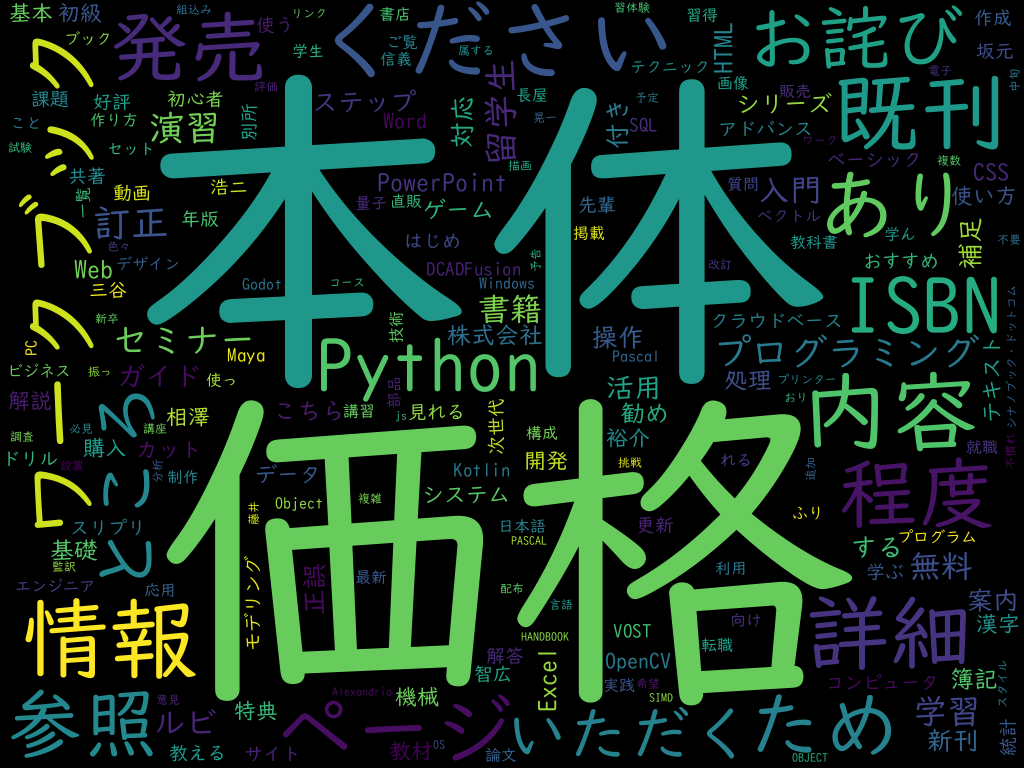 基本
初級
組込み
リンク
書店
ください
習体験
習得
お詫び
作成
坂元
ブック
発売
使う
学生
ご覧
信義
属する
テクニック
HTML
電子
中旬
課題
好評
初心者
評価
ステップ
留学生
長屋
予定
付き
画像
販売
シリーズ
既刊
こと
作り方
演習
別所
Word
対応
晃一
SQL
アドバンス
ワーク
試験
セット
共著
本体
描画
ベーシック
複数
CSS
ワークブック
一覧
動画
浩二
PowerPoint
先輩
質問
入門
あり
使い方
訂正
年版
量子
直販
ゲーム
掲載
ベクトル
学ん
補足
不要
色々
はじめ
教科書
おすすめ
Web
デザイン
DCADFusion
予告
改訂
三谷
Godot
コース
Windows
ISBN
新卒
技術
書籍
クラウドベース
シナノブック・ドットコム
PC
セミナー
Maya
Python
株式会社
操作
Pascal
プログラミング
テキスト
ビジネス
振っ
ガイド
使っ
部品
活用
処理
プリンター
おり
内容
解説
ところ
相澤
こちら
講習
js
見れる
次世代
勧め
調査
必見
講座
構成
裕介
就職
不慣れ
ドリル
設置
購入
カット
価格
開発
挑戦
れる
追加
分析
制作
データ
Kotlin
スリプリ
藤井
Object
複雑
システム
程度
ふり
基礎
監訳
日本語
PASCAL
更新
する
プログラム
エンジニア
応用
モデリング
正誤
最新
配布
利用
学ぶ
無料
言語
情報
HANDBOOK
VOST
向け
詳細
案内
漢字
転職
解答
OpenCV
智広
Excel
実践
希望
コンピュータ
簿記
スタイル
参照
意見
ルビ
特典
Alexandria
機械
SIMD
ページ
いただくため
学習
教える
サイト
教材
OS
論文
新刊
統計
OBJECT